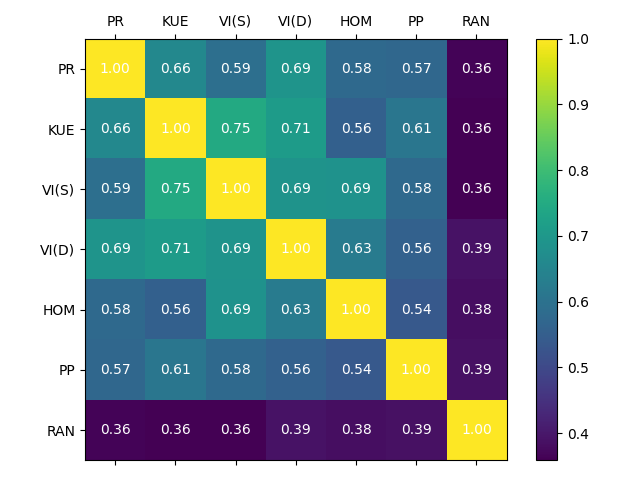 PR KUE VI(S) VI(D) HOM PP RAN
PR 1.00 0.66 0.59 0.69 0.58 0.57 0.36
KUE 0.66 1.00 0.75 0.71 0.56 0.61 0.36
VI(S) 0.59 0.75 1.00 0.69 0.69 0.58 0.36
VI(D) 0.69 0.71 0.69 1.00 0.63 0.56 0.39
HOM 0.58 0.56 0.69 0.63 1.00 0.54 0.38
PP 0.57 0.61 0.58 0.56 0.54 1.00 0.39
RAN 0.36 0.36 0.36 0.39 0.38 0.39 1.00
1.0
0.9
0.8
0.7
0.6
0.5
0.4